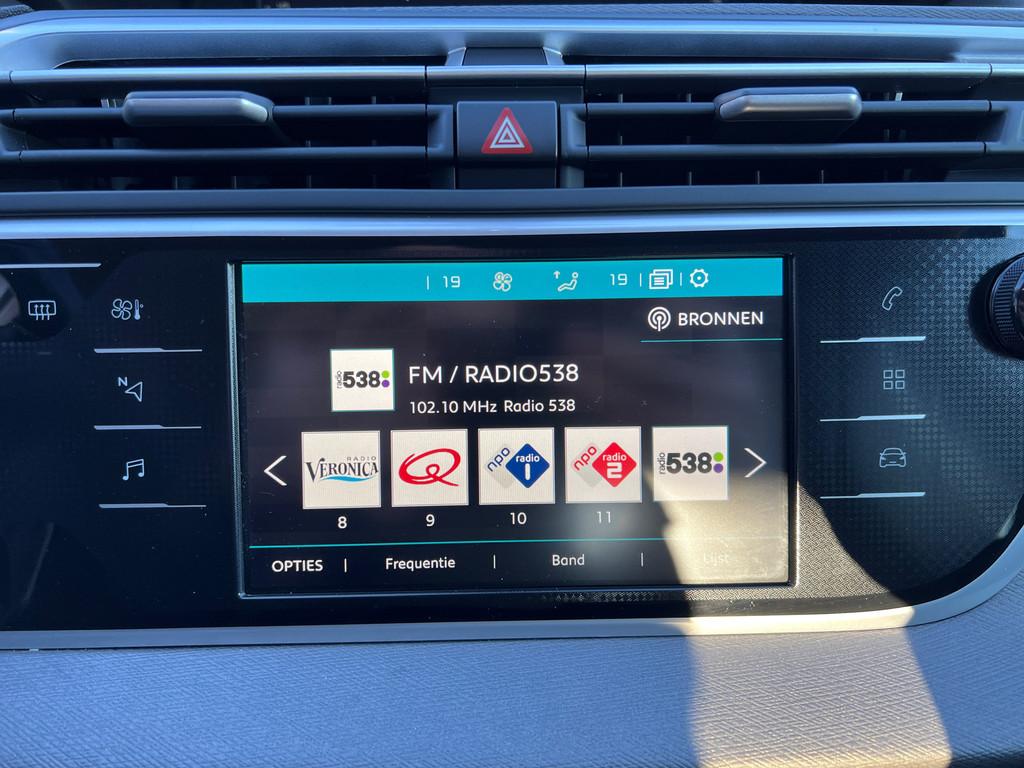 19 19
BRONNEN
N
radio 538
FM / RADIO538
102.10 MHz Radio 538
RADIO VERONICA
npo radio 1
npo radio 2
radio 538
8 9 10 11
OPTIES | Frequentie | Band | Lijst